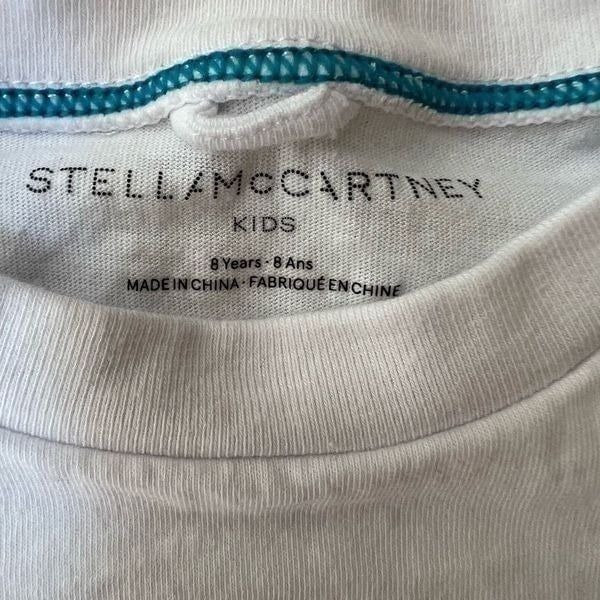 STELLA McCARTNEY
KIDS
8 Years · 8 Ans
MADE IN CHINA · FABRIQUÉ EN CHINE